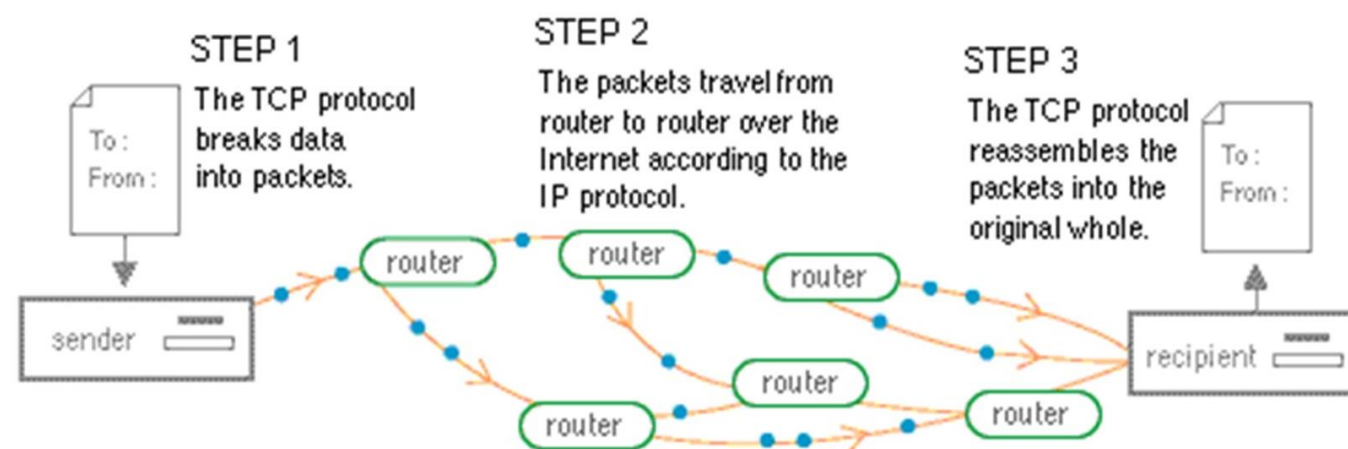 STEP 1
The TCP protocol
breaks data
into packets.
STEP 2
The packets travel from
router to router over the
Internet according to the
IP protocol.
STEP 3
The TCP protocol
reassembles the
packets into the
original whole.
To :
From :
To :
From :
router
router
router
sender
recipient
router
router
router